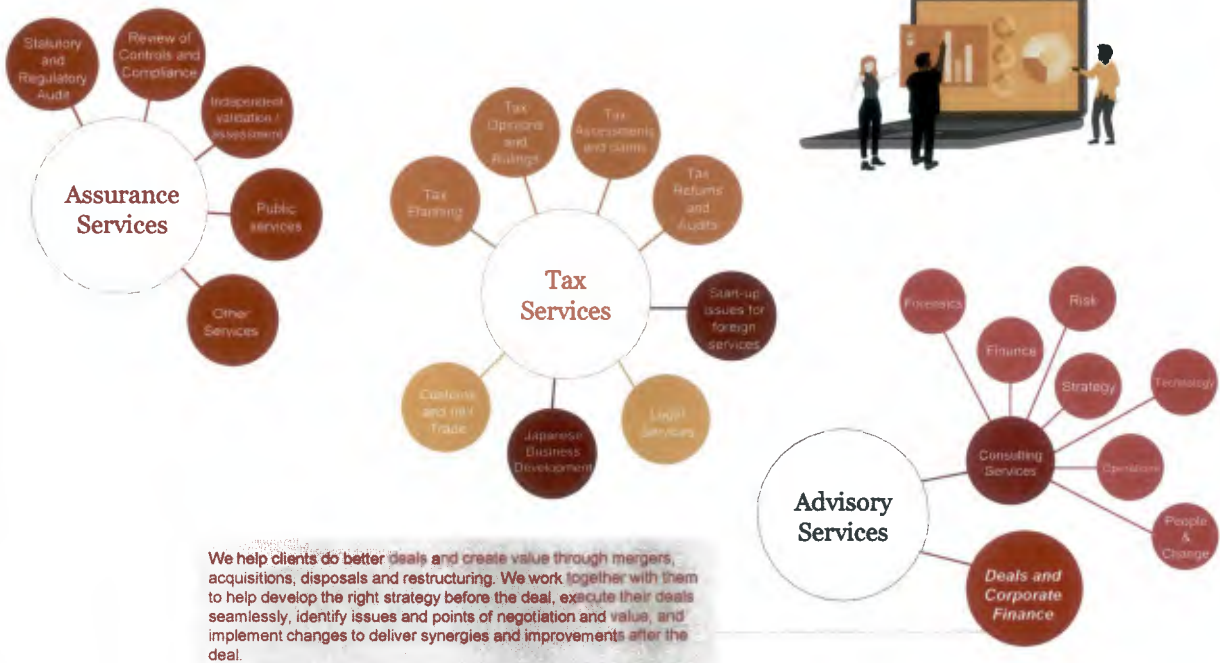 Statutory
and
Regulatory
Audit
Review of
Controls and
Compliance
Independent
validation /
assessment
Public
services
Other
Services
Assurance
Services
Tax
Planning
Tax
Opinions
and
Rulings
Tax
Assessments
and claims
Tax
Returns
and
Audits
Start-up
issues for
foreign
services
Legal
Services
Japanese
Business
Development
Customs
and Int'l
Trade
Tax
Services
Advisory
Services
Consulting
Services
Forensics
Finance
Risk
Strategy
Technology
Operations
People
&
Change
Deals and
Corporate
Finance
We help clients do better deals and create value through mergers,
acquisitions, disposals and restructuring. We work together with them
to help develop the right strategy before the deal, execute their deals
seamlessly, identify issues and points of negotiation and value, and
implement changes to deliver synergies and improvements after the
deal.